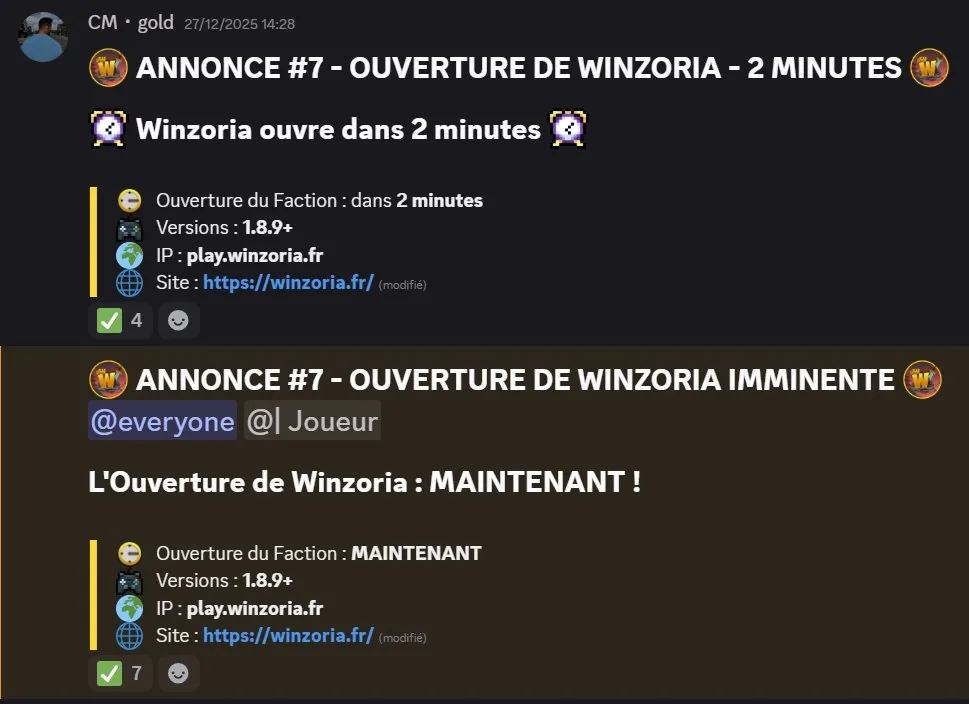 CM • gold 27/12/2025 14:28
ANNONCE #7 - OUVERTURE DE WINZORIA - 2 MINUTES
Winzoria ouvre dans 2 minutes
Ouverture du Faction : dans 2 minutes
Versions : 1.8.9+
IP : play.winzoria.fr
Site : https://winzoria.fr/ (modifié)
4
ANNONCE #7 - OUVERTURE DE WINZORIA IMMINENTE
@everyone @| Joueur
L'Ouverture de Winzoria : MAINTENANT !
Ouverture du Faction : MAINTENANT
Versions : 1.8.9+
IP : play.winzoria.fr
Site : https://winzoria.fr/ (modifié)
7